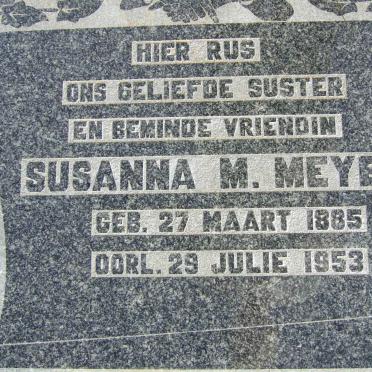 HIER RUS
ONS GELIEFDE SUSTER
EN BEMINDE VRIENDIN
SUSANNA M. MEYE
GEB. 27 MAART 1885
OORL. 29 JULIE 1953